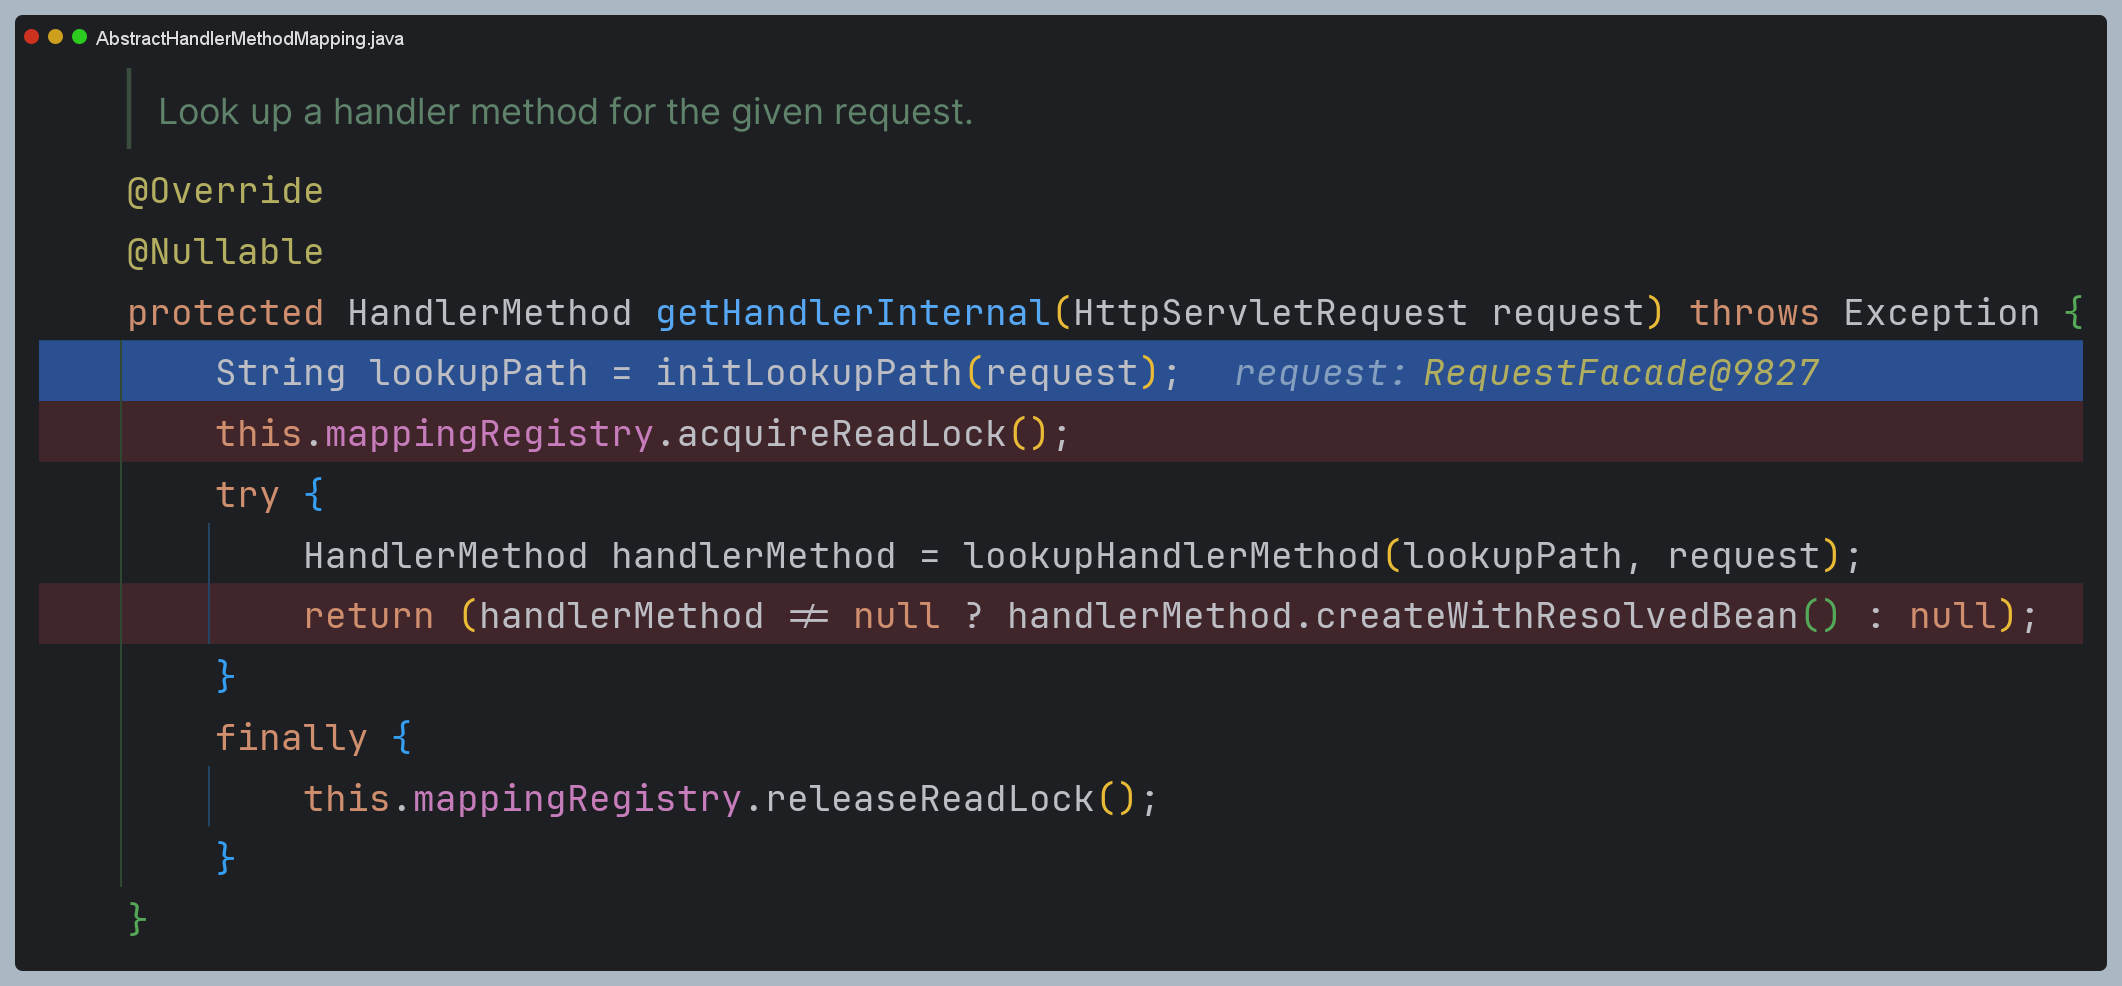 AbstractHandlerMethodMapping.java
Look up a handler method for the given request.
@Override
@Nullable
protected HandlerMethod getHandlerInternal(HttpServletRequest request) throws Exception {
String lookupPath = initLookupPath(request); request: RequestFacade@9827
this.mappingRegistry.acquireReadLock();
try {
HandlerMethod handlerMethod = lookupHandlerMethod(lookupPath, request);
return (handlerMethod ≠ null ? handlerMethod.createWithResolvedBean() : null);
}
finally {
this.mappingRegistry.releaseReadLock();
}
}